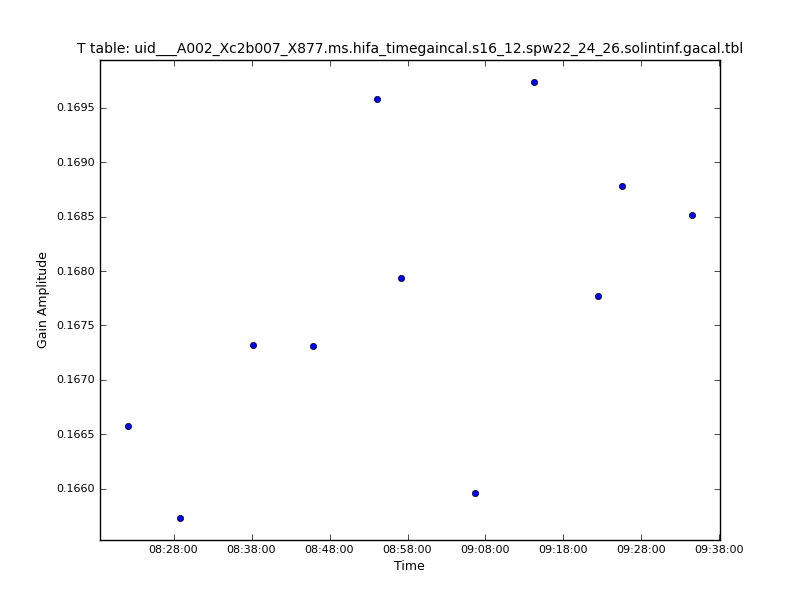 T table: uid___A002_Xc2b007_X877.ms.hifa_timegaincal.s16_12.spw22_24_26.solintinf.gacal.tbl
0.1695
0.1690
0.1685
0.1680
0.1675
0.1670
0.1665
0.1660
Gain Amplitude
08:28:00 08:38:00 08:48:00 08:58:00 09:08:00 09:18:00 09:28:00 09:38:00
Time